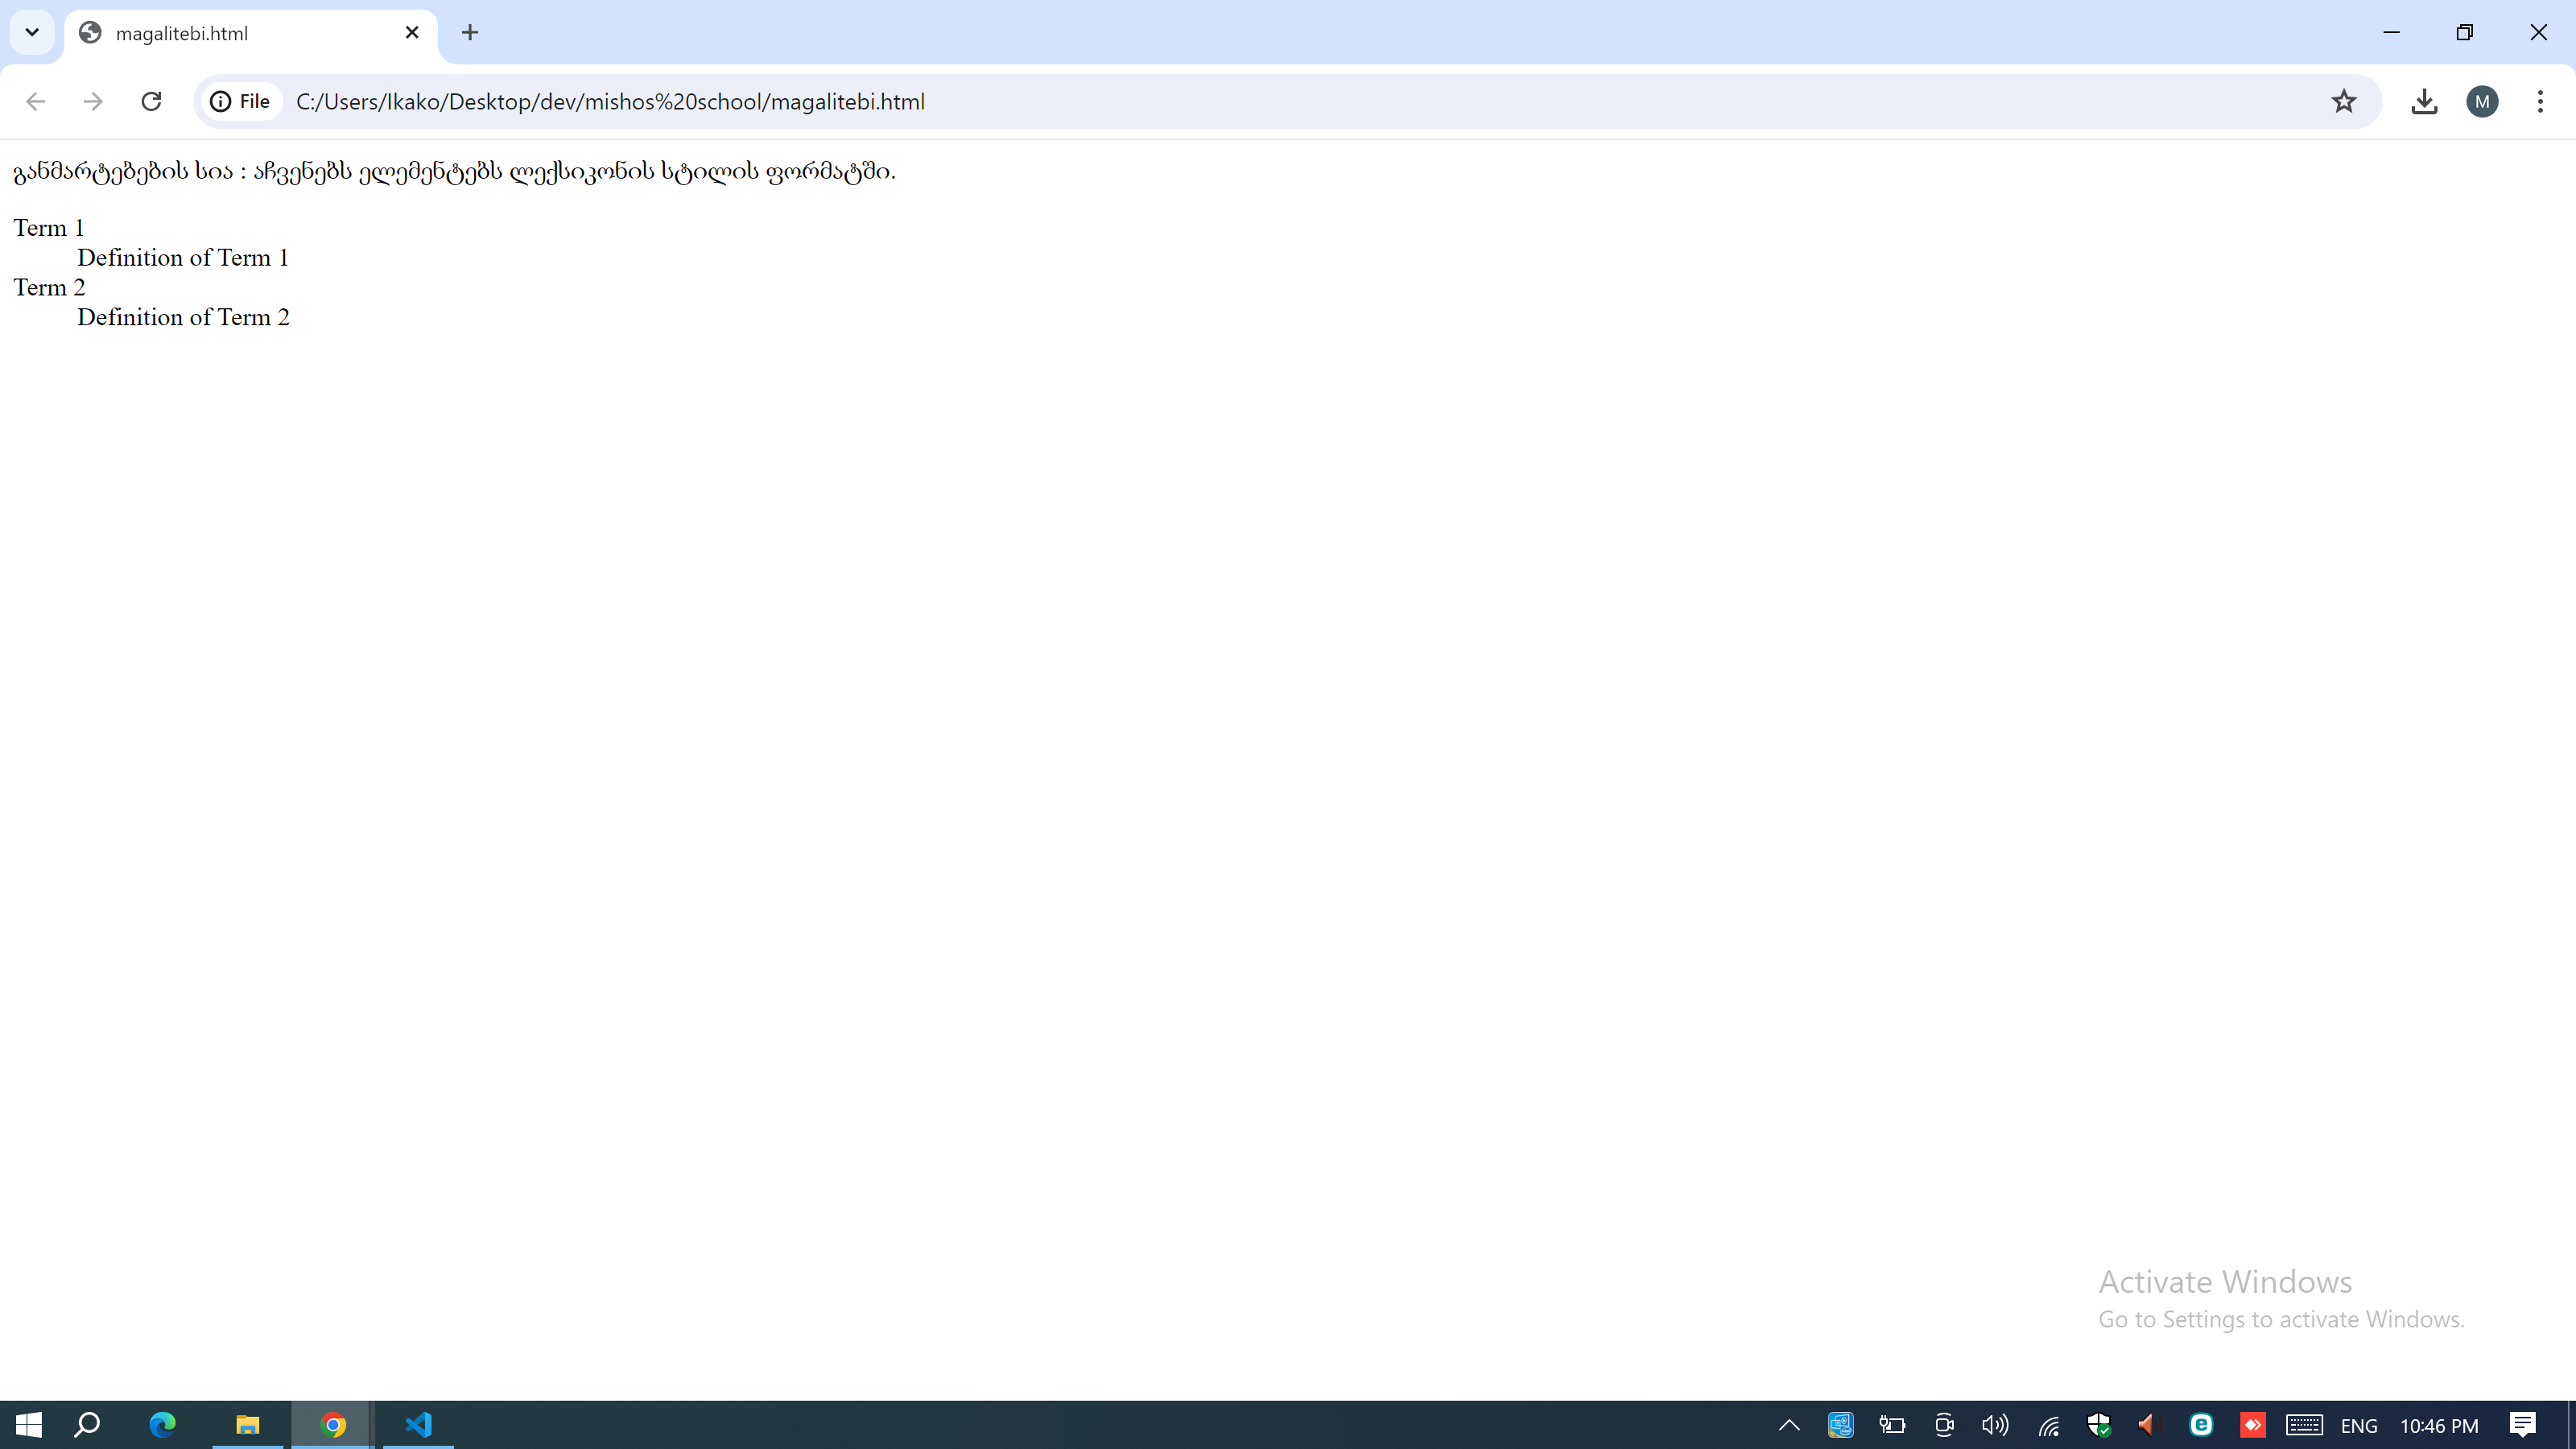 magalitebi.html
File
C:/Users/Ikako/Desktop/dev/mishos%20school/magalitebi.html
M
განმარტებების სია : აჩვენებს ელემენტებს ლექსიკონის სტილის ფორმატში.
Term 1
Definition of Term 1
Term 2
Definition of Term 2
Activate Windows
Go to Settings to activate Windows.
ENG
10:46 PM